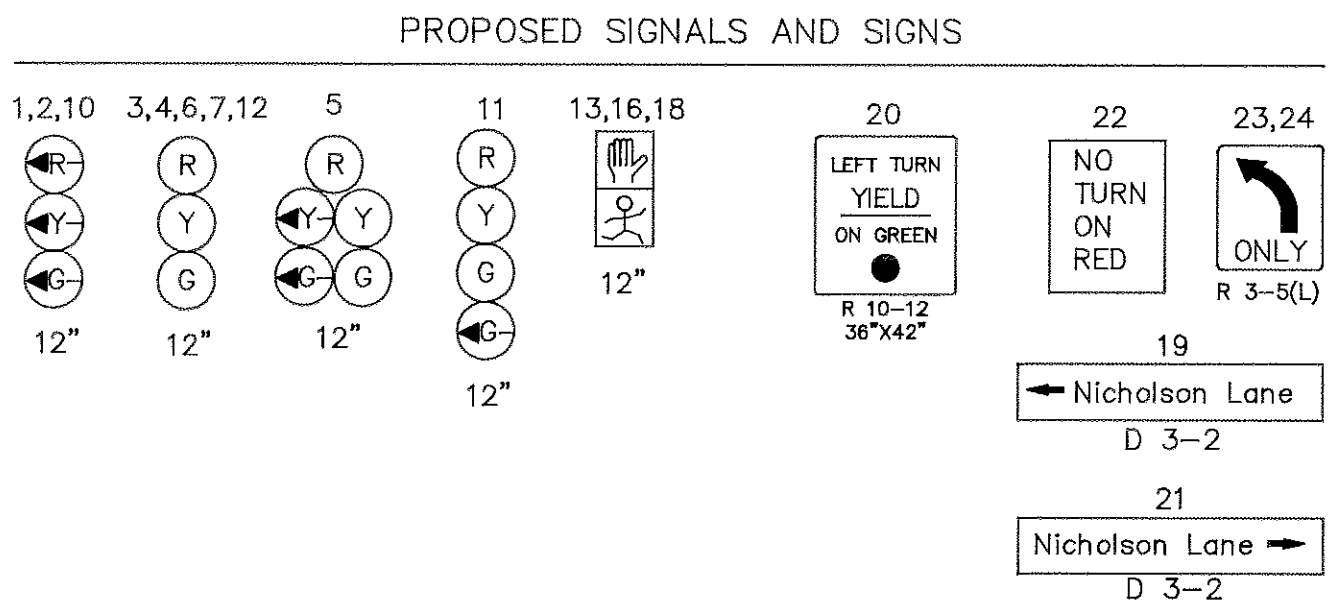 PROPOSED SIGNALS AND SIGNS
1,2,10
R
Y
G
12"
3,4,6,7,12
R
Y
G
12"
5
R
Y Y
G G
12"
11
R
Y
G
G
12"
13,16,18
12"
20
LEFT TURN
YIELD
ON GREEN
R 10-12
36"X42"
22
NO
TURN
ON
RED
23,24
ONLY
R 3-5(L)
19
Nicholson Lane
D 3-2
21
Nicholson Lane
D 3-2